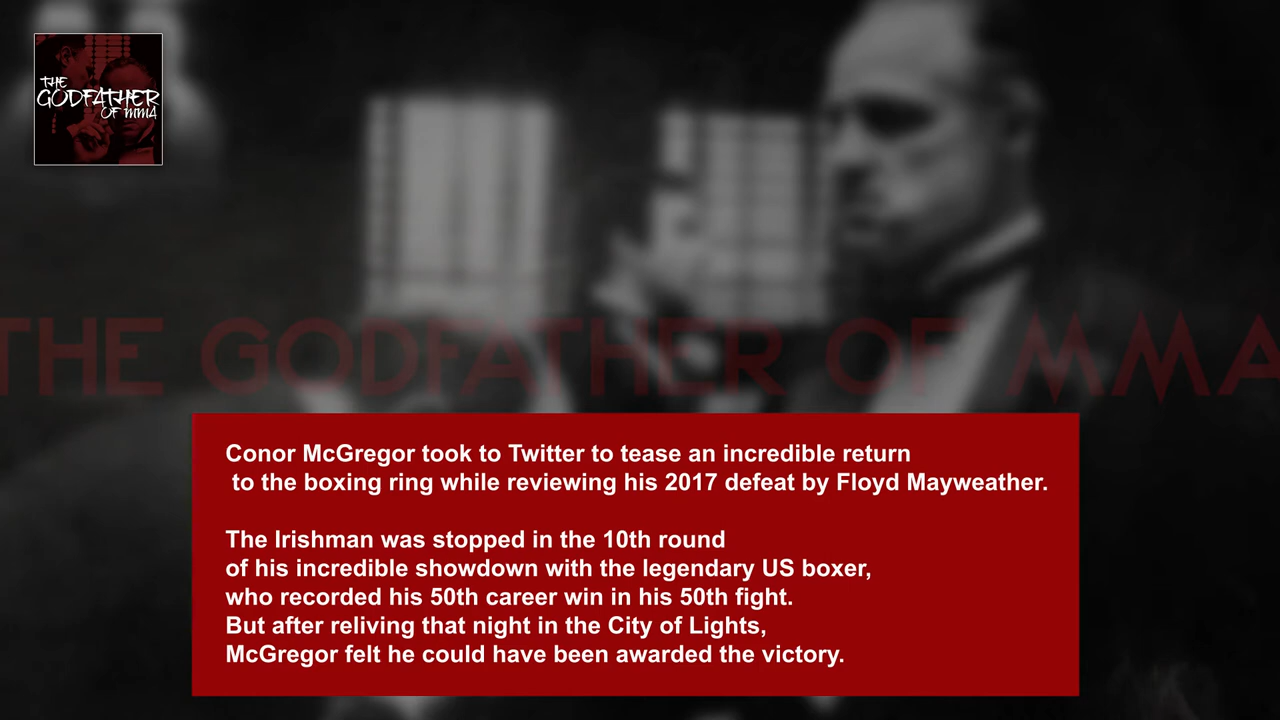 THE
GODFATHER
OF MMA
THE GODFATHER OF MMA
Conor McGregor took to Twitter to tease an incredible return
to the boxing ring while reviewing his 2017 defeat by Floyd Mayweather.
The Irishman was stopped in the 10th round
of his incredible showdown with the legendary US boxer,
who recorded his 50th career win in his 50th fight.
But after reliving that night in the City of Lights,
McGregor felt he could have been awarded the victory.